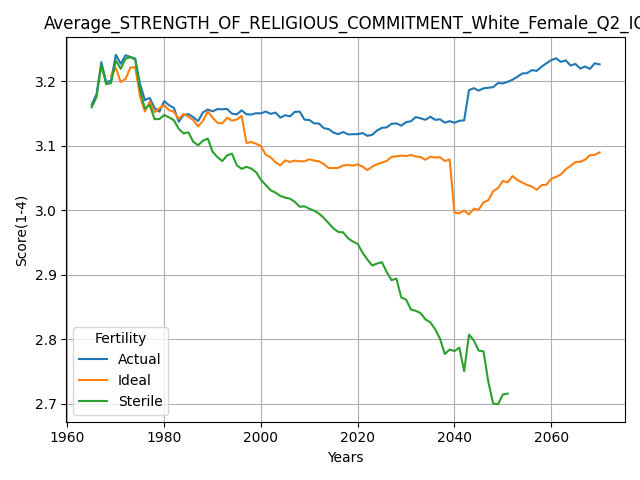 Average_STRENGTH_OF_RELIGIOUS_COMMITMENT_White_Female_Q2_IQ
Score(1-4)
3.2
3.1
3.0
2.9
2.8
2.7
Fertility
Actual
Ideal
Sterile
1960
1980
2000
2020
2040
2060
Years